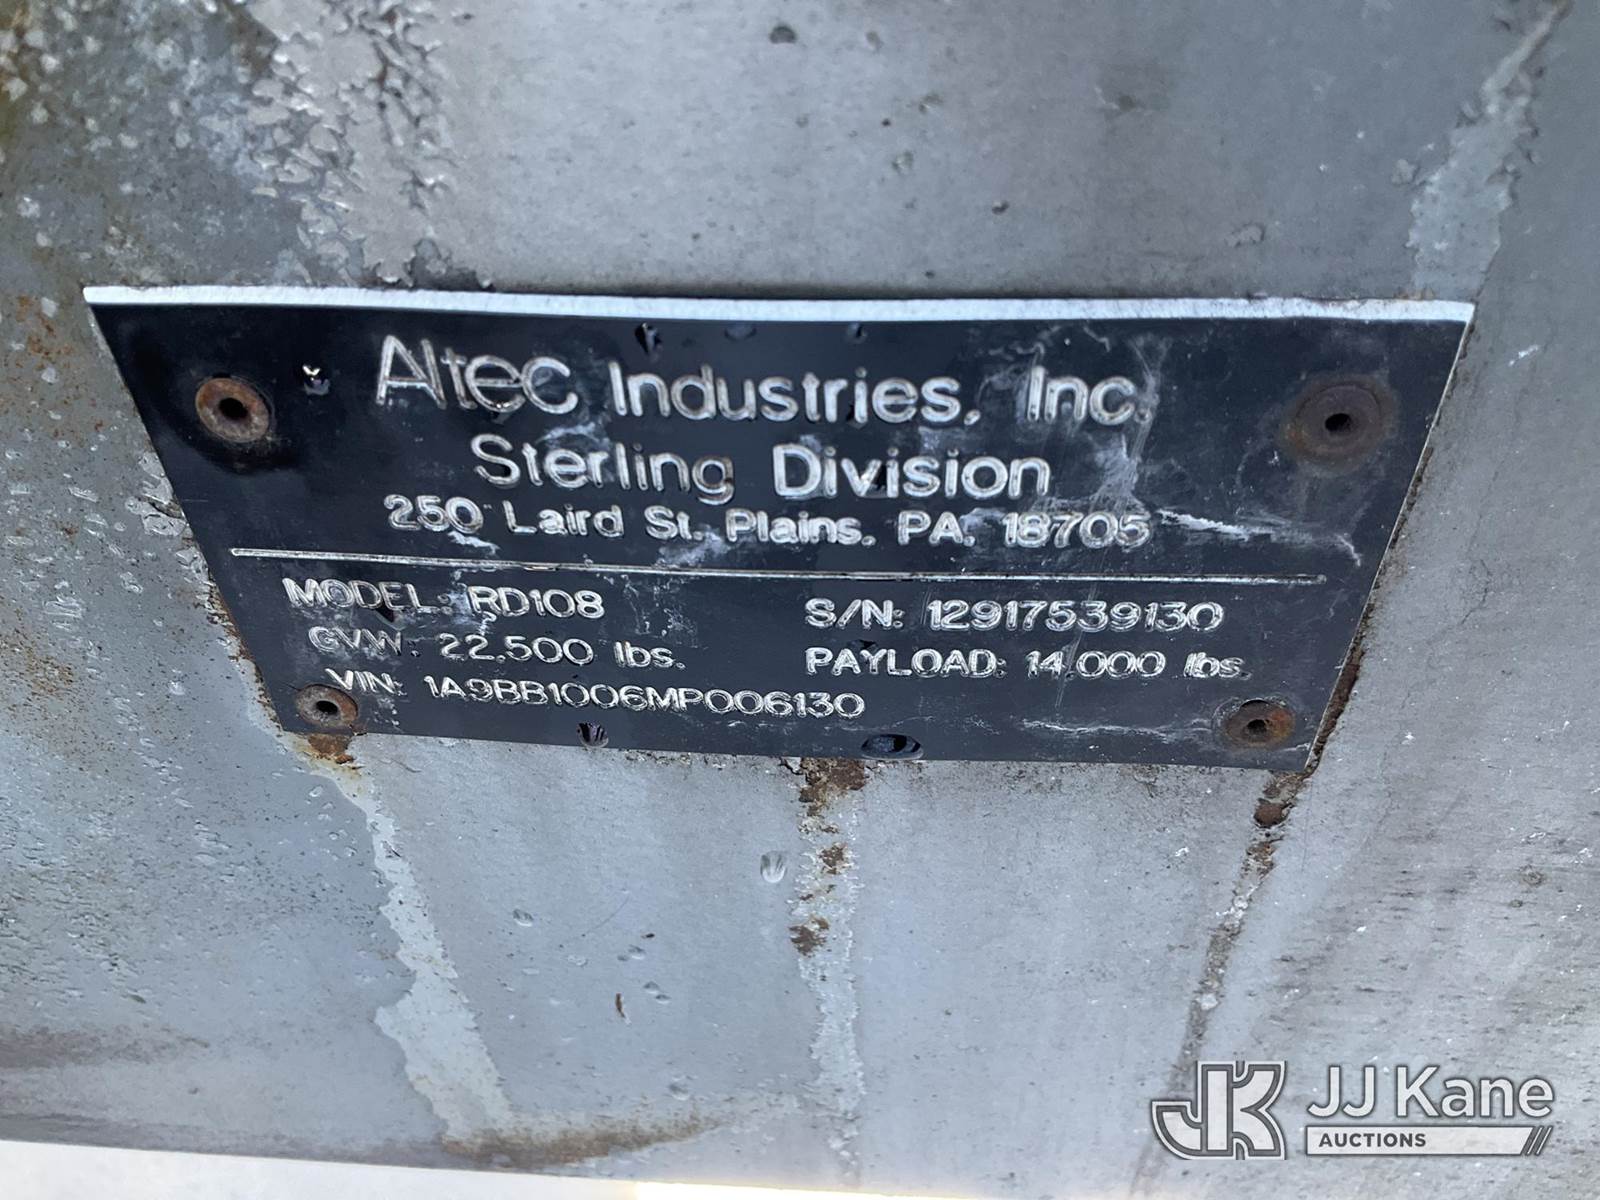 Altec Industries, Inc.
Sterling Division
250 Laird St. Plains, PA. 18705
MODEL: RD108 S/N: 12917539130
GVW: 22,500 lbs. PAYLOAD: 14,000 lbs.
VIN: 1A9BB1006MP006130
JK JJ Kane
AUCTIONS